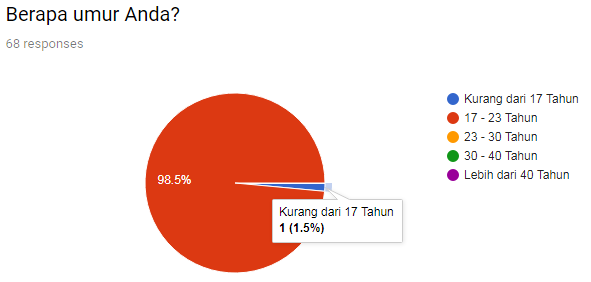 Berapa umur Anda?
68 responses
98.5%
Kurang dari 17 Tahun
1 (1.5%)
Kurang dari 17 Tahun
17 - 23 Tahun
23 - 30 Tahun
30 - 40 Tahun
Lebih dari 40 Tahun